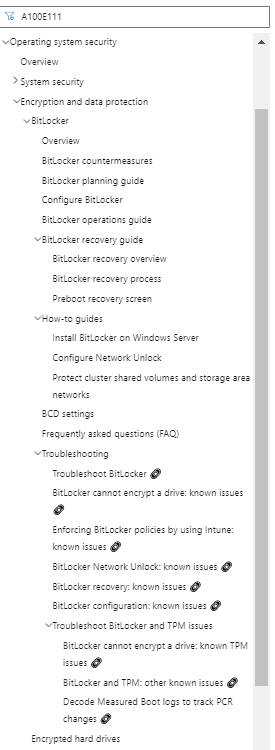 A100E111
Operating system security
Overview
System security
Encryption and data protection
BitLocker
Overview
BitLocker countermeasures
BitLocker planning guide
Configure BitLocker
BitLocker operations guide
BitLocker recovery guide
BitLocker recovery overview
BitLocker recovery process
Preboot recovery screen
How-to guides
Install BitLocker on Windows Server
Configure Network Unlock
Protect cluster shared volumes and storage area
networks
BCD settings
Frequently asked questions (FAQ)
Troubleshooting
Troubleshoot BitLocker
BitLocker cannot encrypt a drive: known issues
Enforcing BitLocker policies by using Intune:
known issues
BitLocker Network Unlock: known issues
BitLocker recovery: known issues
BitLocker configuration: known issues
Troubleshoot BitLocker and TPM issues
BitLocker cannot encrypt a drive: known TPM
issues
BitLocker and TPM: other known issues
Decode Measured Boot logs to track PCR
changes
Encrypted hard drives